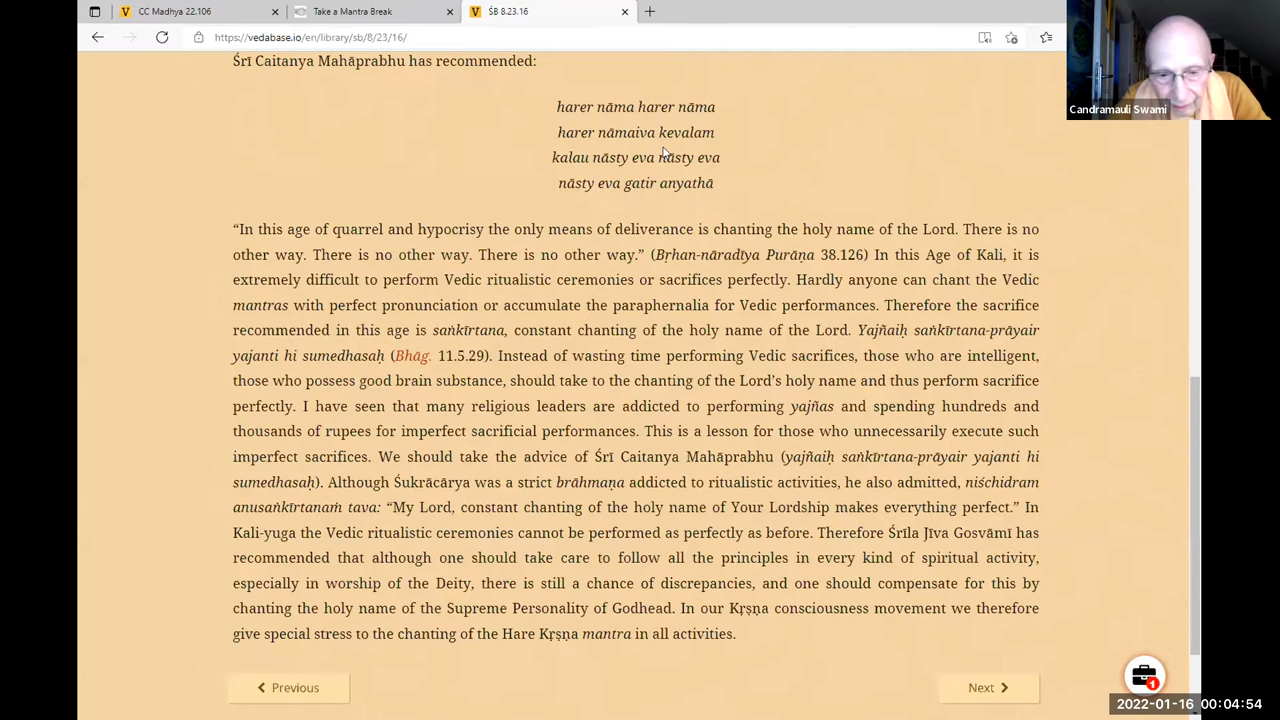 CC Madhya 22.106
Take a Mantra Break
ŚB 8.23.16
https://vedabase.io/en/library/sb/8/23/16/
Śrī Caitanya Mahāprabhu has recommended:
harer nāma harer nāma
harer nāmaiva kevalam
kalau nāsty eva nāsty eva
nāsty eva gatir anyathā
“In this age of quarrel and hypocrisy the only means of deliverance is chanting the holy name of the Lord. There is no
other way. There is no other way. There is no other way.” (Bṛhan-nāradīya Purāṇa 38.126) In this Age of Kali, it is
extremely difficult to perform Vedic ritualistic ceremonies or sacrifices perfectly. Hardly anyone can chant the Vedic
mantras with perfect pronunciation or accumulate the paraphernalia for Vedic performances. Therefore the sacrifice
recommended in this age is saṅkīrtana, constant chanting of the holy name of the Lord. Yajñaiḥ saṅkīrtana-prāyair
yajanti hi sumedhasaḥ (Bhāg. 11.5.29). Instead of wasting time performing Vedic sacrifices, those who are intelligent,
those who possess good brain substance, should take to the chanting of the Lord’s holy name and thus perform sacrifice
perfectly. I have seen that many religious leaders are addicted to performing yajñas and spending hundreds and
thousands of rupees for imperfect sacrificial performances. This is a lesson for those who unnecessarily execute such
imperfect sacrifices. We should take the advice of Śrī Caitanya Mahāprabhu (yajñaiḥ saṅkīrtana-prāyair yajanti hi
sumedhasaḥ). Although Śukrācārya was a strict brāhmaṇa addicted to ritualistic activities, he also admitted, niśchidram
anusaṅkīrtanaṁ tava: “My Lord, constant chanting of the holy name of Your Lordship makes everything perfect.” In
Kali-yuga the Vedic ritualistic ceremonies cannot be performed as perfectly as before. Therefore Śrīla Jīva Gosvāmī has
recommended that although one should take care to follow all the principles in every kind of spiritual activity,
especially in worship of the Deity, there is still a chance of discrepancies, and one should compensate for this by
chanting the holy name of the Supreme Personality of Godhead. In our Kṛṣṇa consciousness movement we therefore
give special stress to the chanting of the Hare Kṛṣṇa mantra in all activities.
Previous
Next
1
Candramauli Swami
2022-01-16 00:04:54